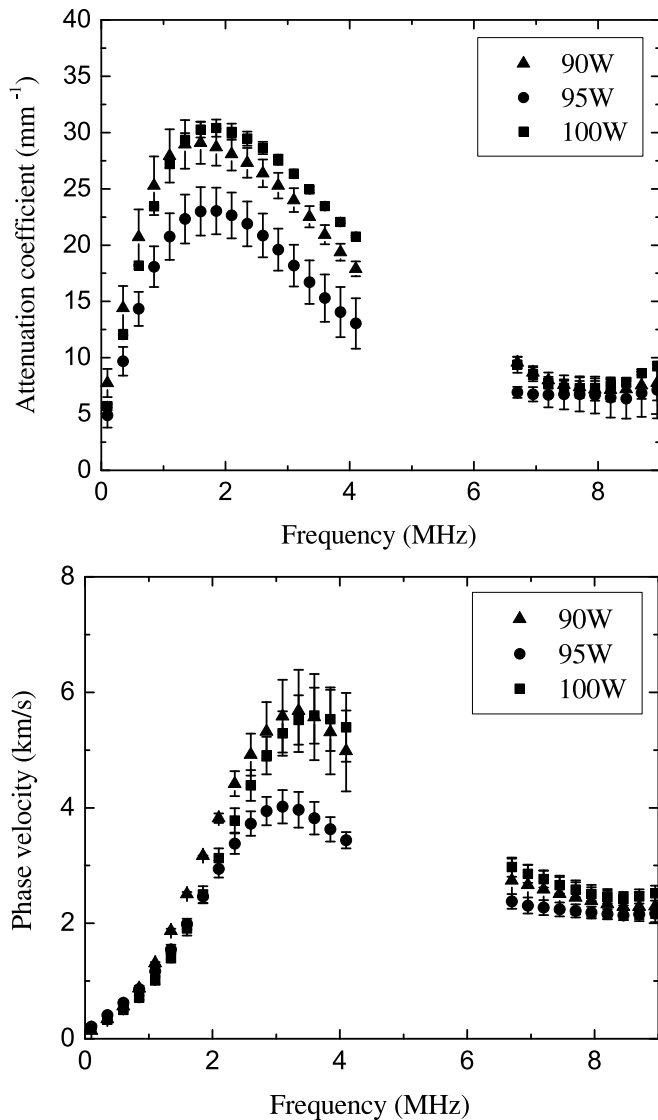 40
35
30
25
20
15
10
5
0
Attenuation coefficient (mm⁻¹)
90W
95W
100W
0 2 4 6 8
Frequency (MHz)
8
6
4
2
0
Phase velocity (km/s)
90W
95W
100W
0 2 4 6 8
Frequency (MHz)